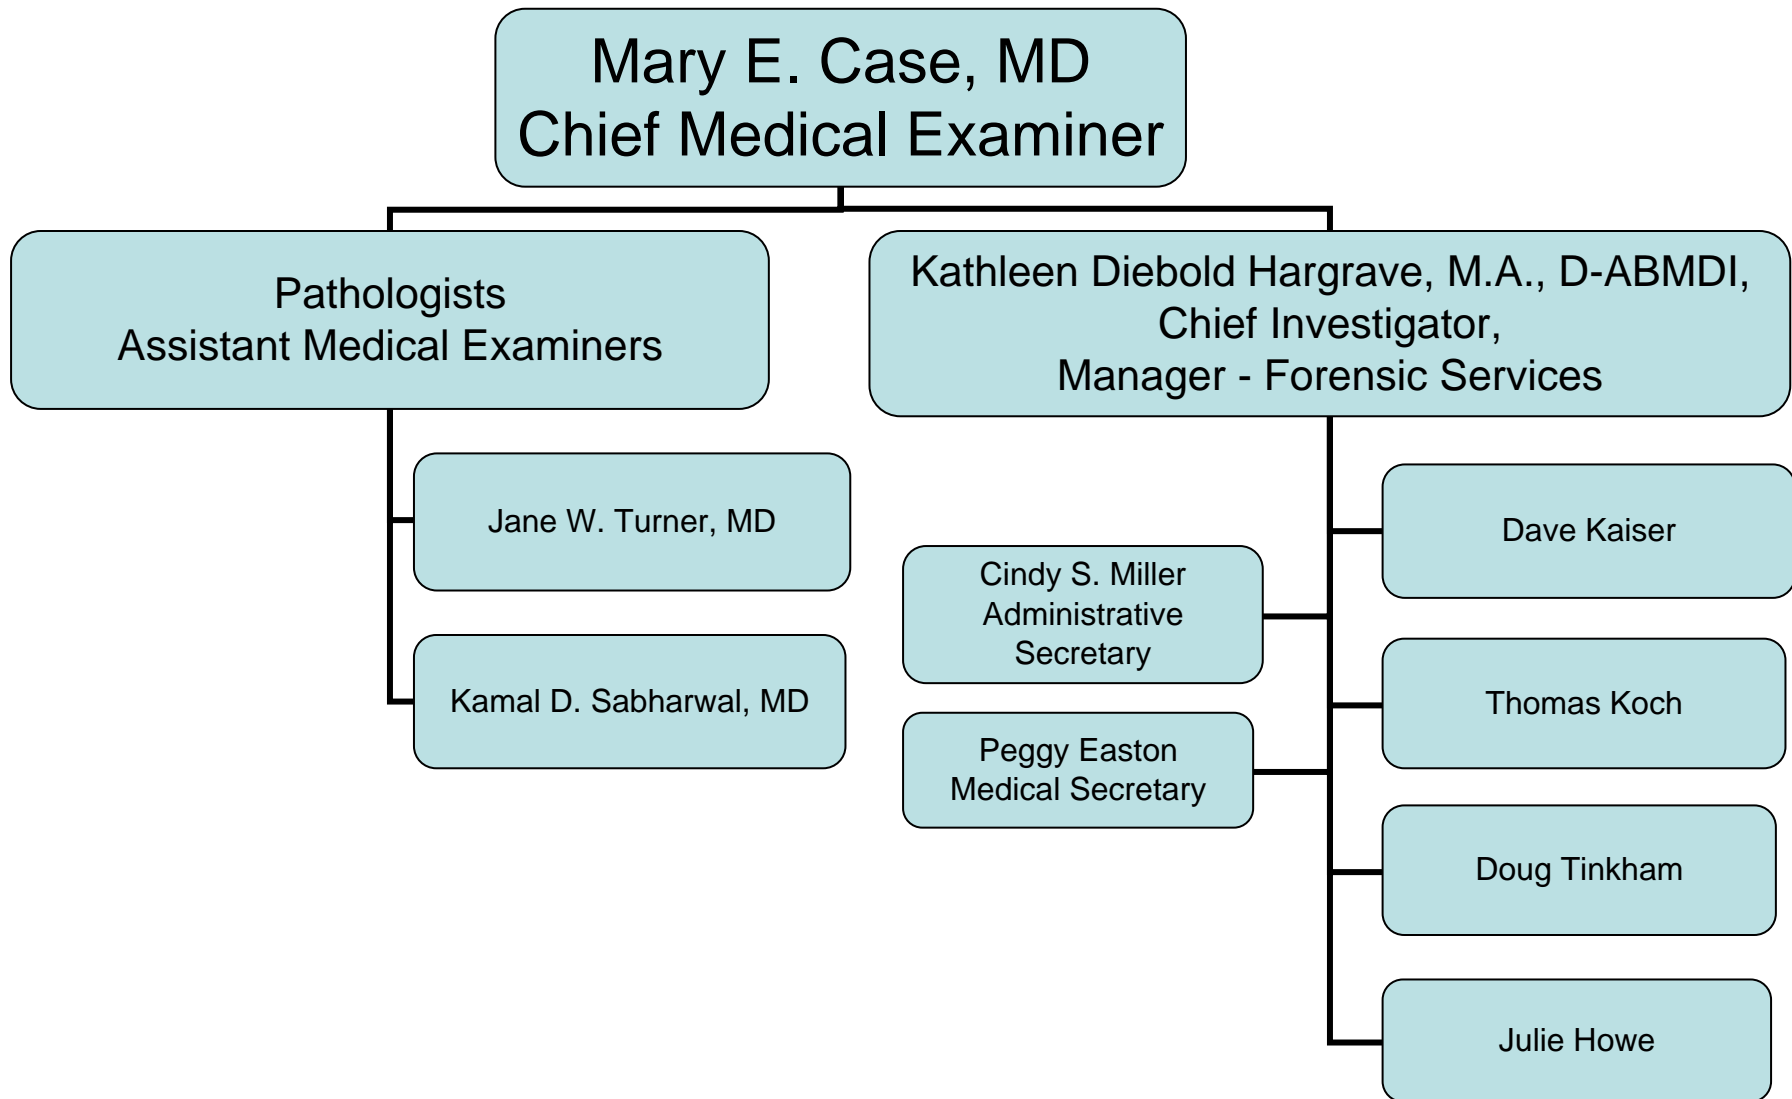 Mary E. Case, MD
Chief Medical Examiner
Pathologists
Assistant Medical Examiners
Kathleen Diebold Hargrave, M.A., D-ABMDI,
Chief Investigator,
Manager - Forensic Services
Jane W. Turner, MD
Kamal D. Sabharwal, MD
Cindy S. Miller
Administrative
Secretary
Peggy Easton
Medical Secretary
Dave Kaiser
Thomas Koch
Doug Tinkham
Julie Howe